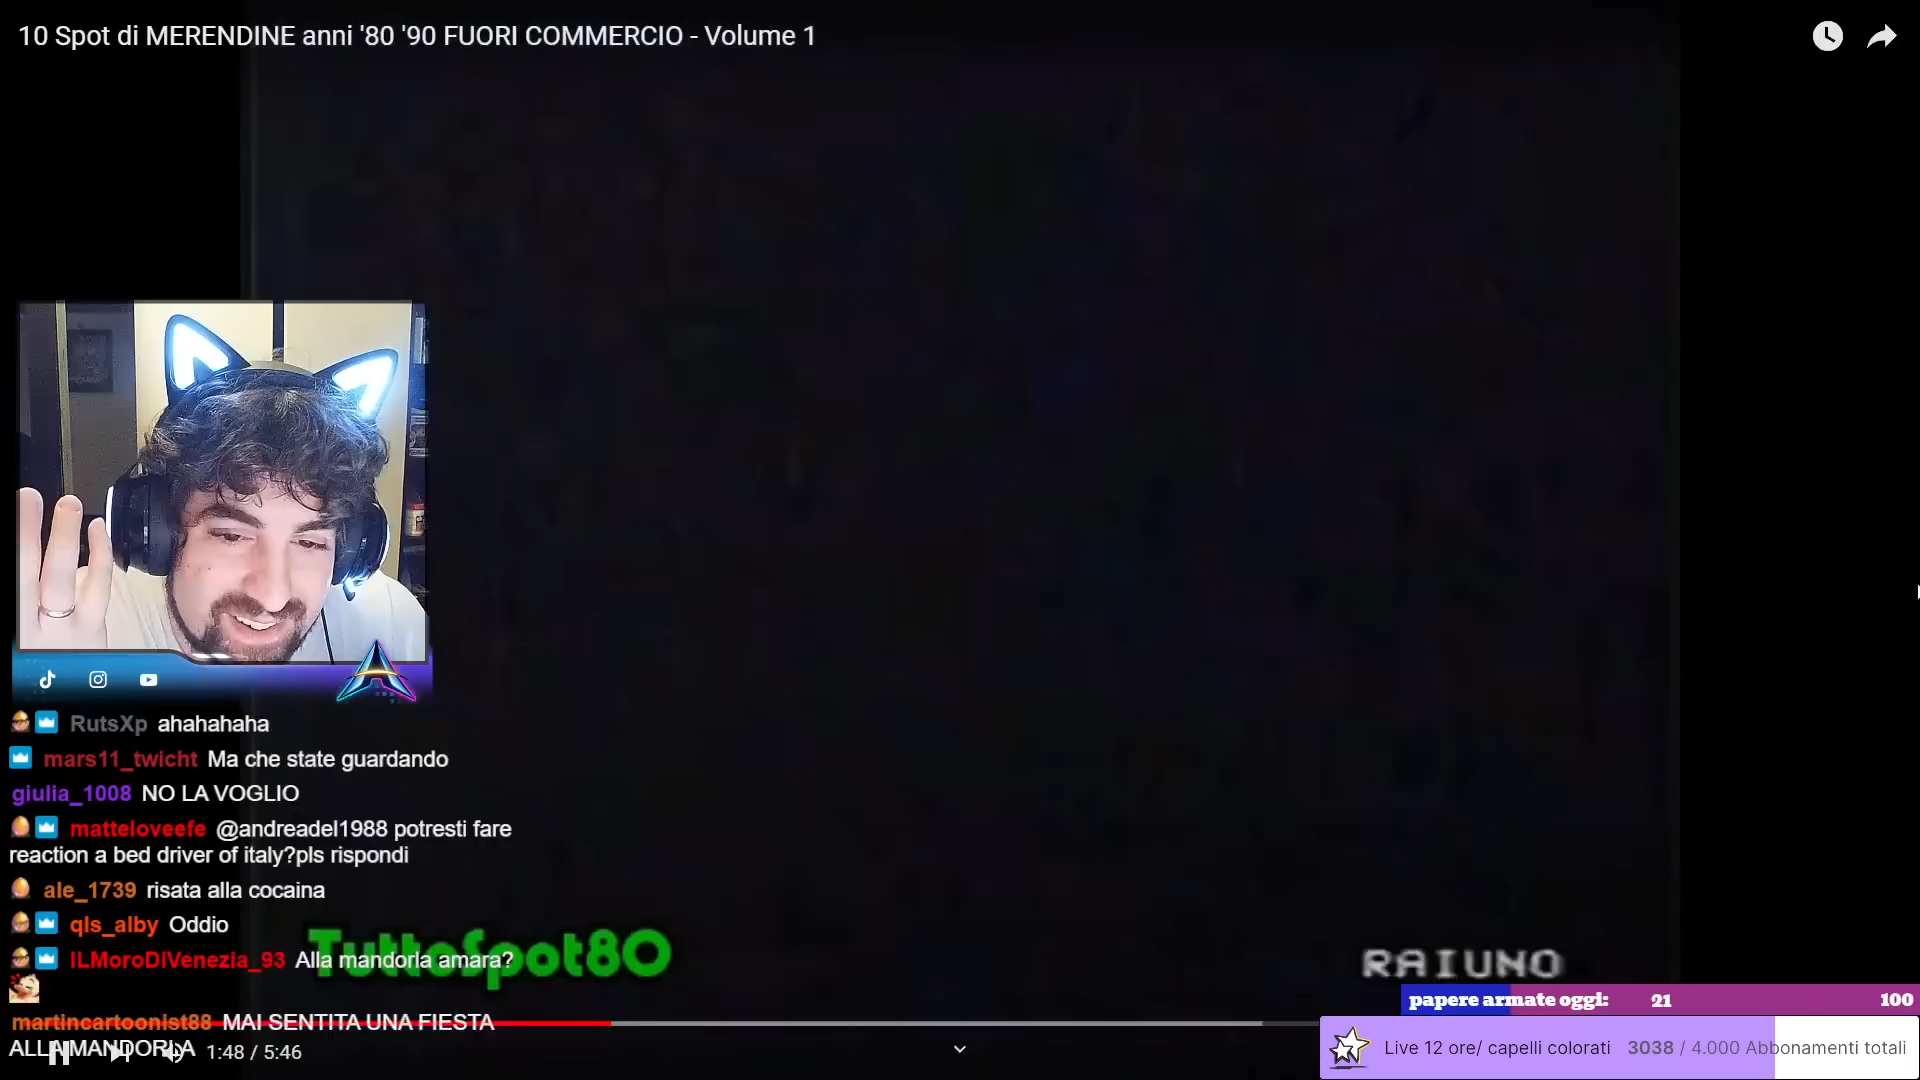 10 Spot di MERENDINE anni '80 '90 FUORI COMMERCIO - Volume 1
RutsXp ahahahaha
mars11_twicht Ma che state guardando
giulia_1008 NO LA VOGLIO
matteloveefe @andreadel1988 potresti fare
reaction a bed driver of italy?pls rispondi
ale_1739 risata alla cocaina
qls_alby Oddio
ILMoroDIVenezia_93 Alla mandorla amara?
TuttoSpot80
RAIUNO
martincartoonist88 MAI SENTITA UNA FIESTA
ALLA MANDORLA
1:48 / 5:46
papere armate oggi: 21 100
Live 12 ore/ capelli colorati 3038 / 4.000 Abbonamenti totali